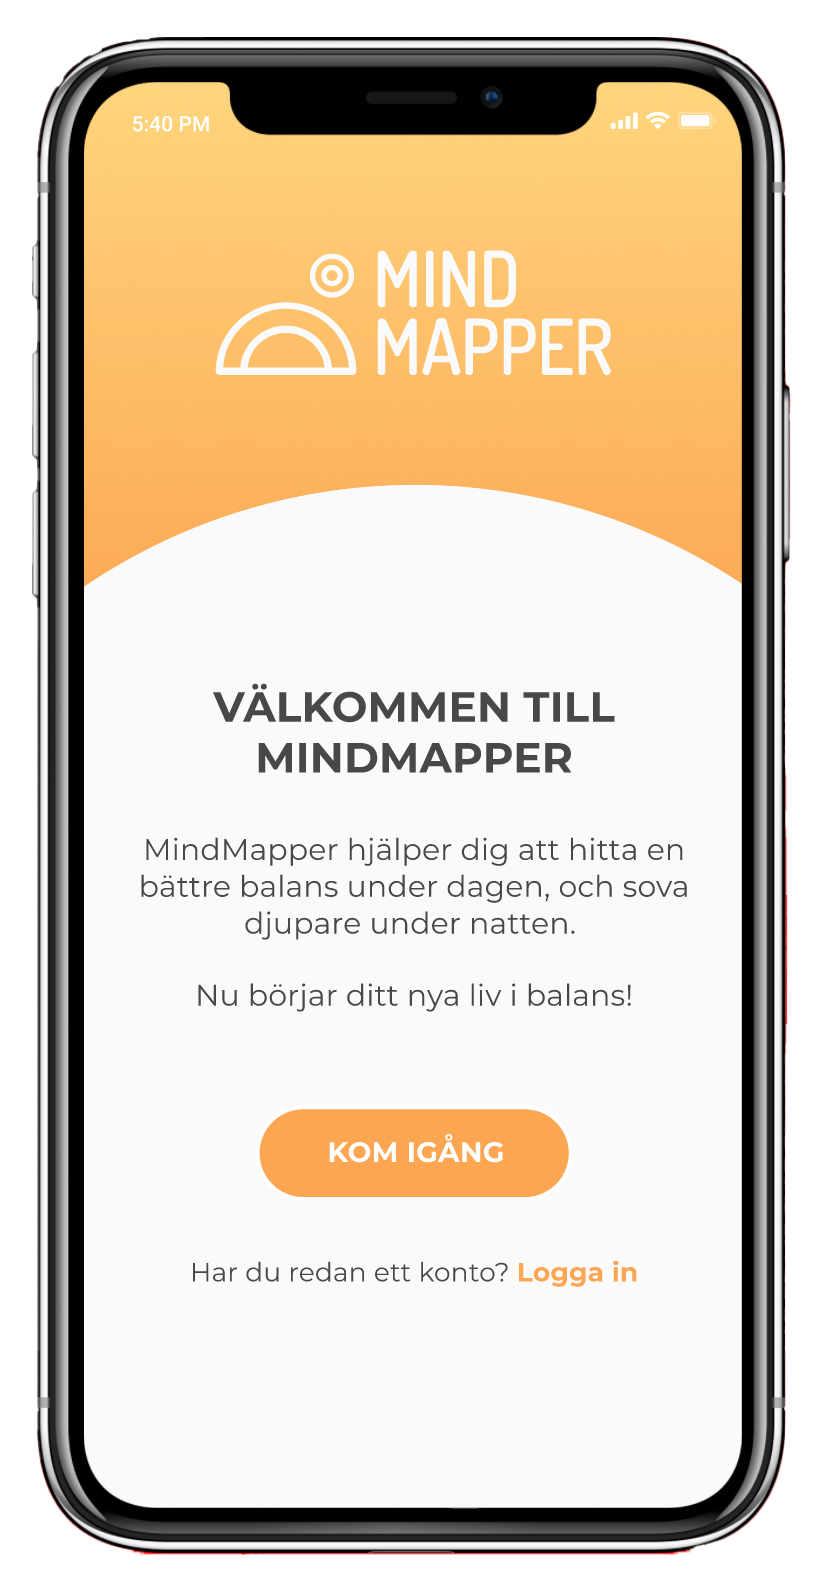 5:40 PM
MIND
MAPPER
VÄLKOMMEN TILL
MINDMAPPER
MindMapper hjälper dig att hitta en
bättre balans under dagen, och sova
djupare under natten.
Nu börjar ditt nya liv i balans!
KOM IGÅNG
Har du redan ett konto? Logga in